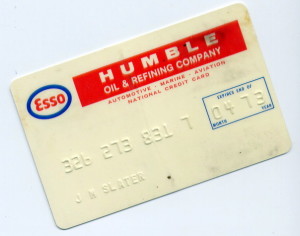 HUMBLE
OIL & REFINING COMPANY
AUTOMOTIVE - MARINE - AVIATION
NATIONAL CREDIT CARD
Esso
EXPIRES END OF
04 73
MONTH YEAR
326 273 831 7
J M SLATER